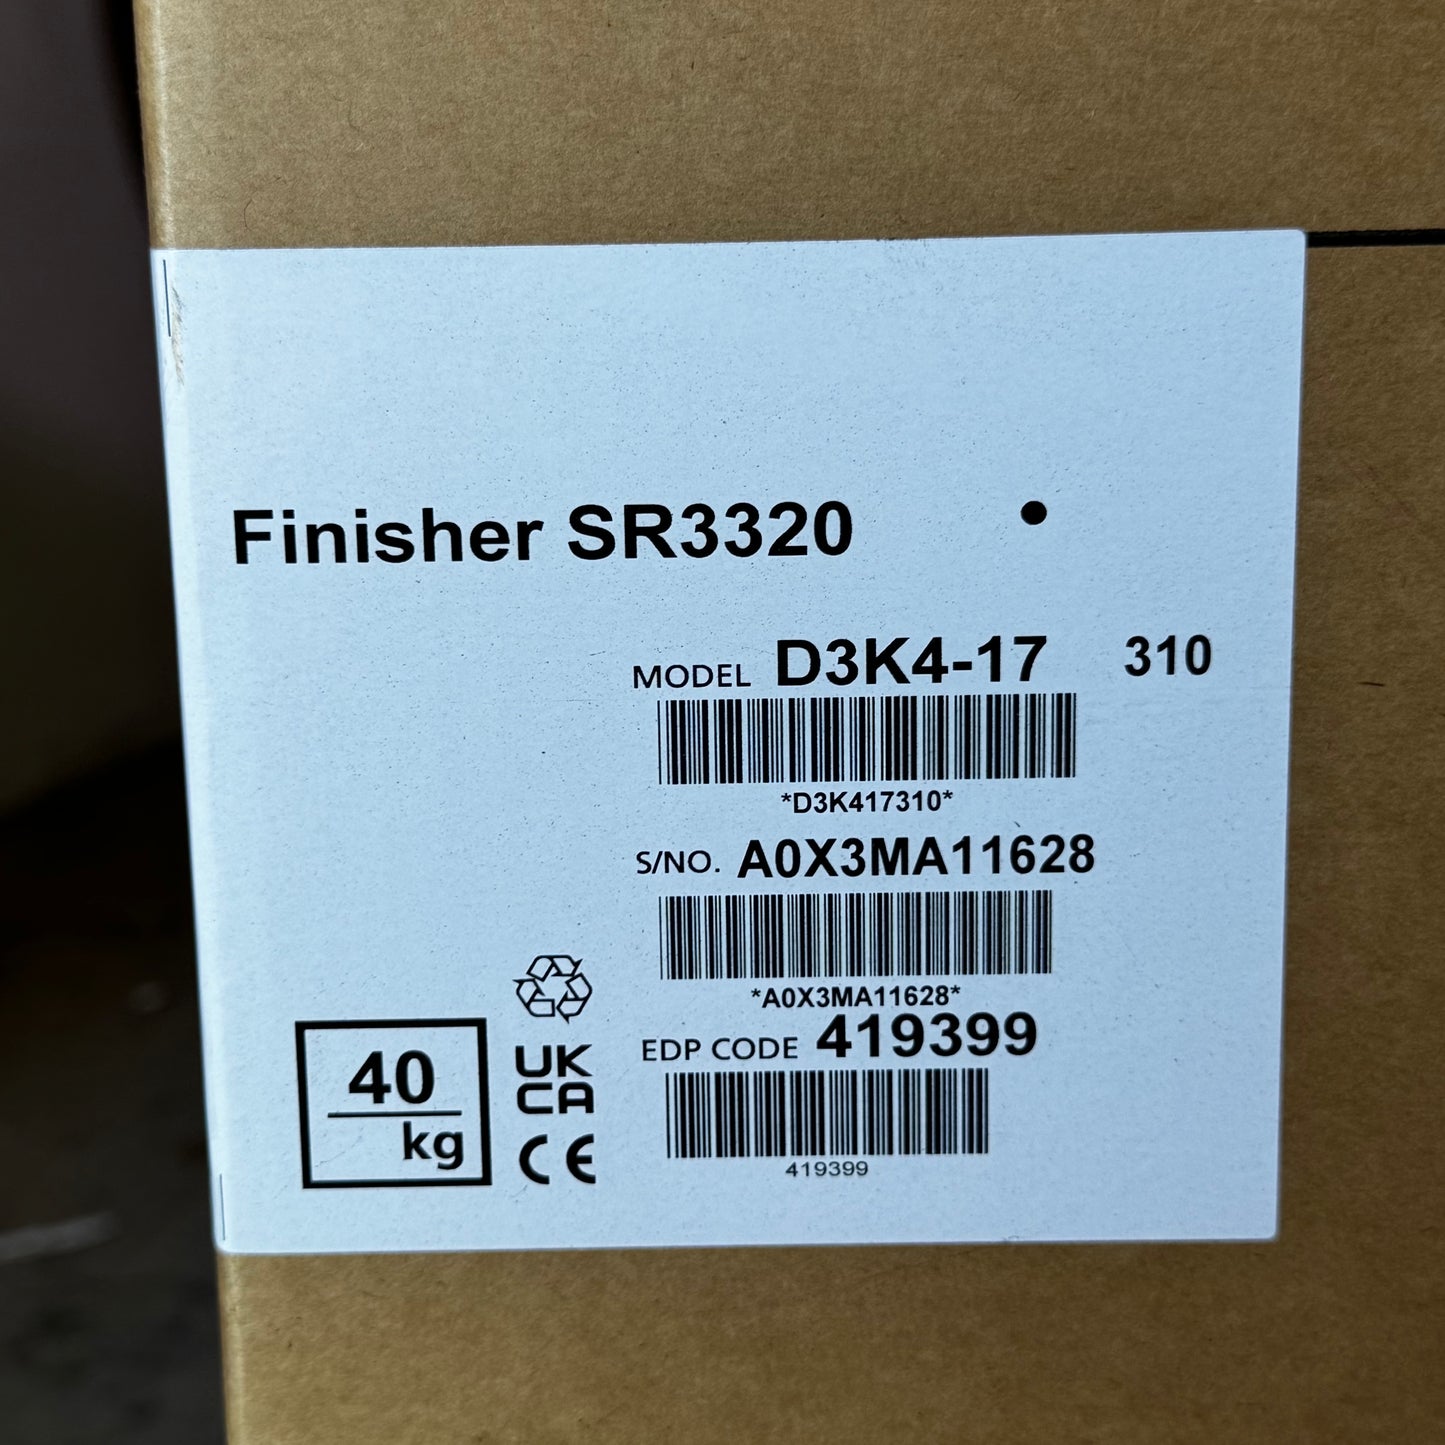 Finisher SR3320
MODEL D3K4-17 310
*D3K417310*
S/NO. A0X3MA11628
*A0X3MA11628*
EDP CODE 419399
419399
40
kg
UK
CA
CE